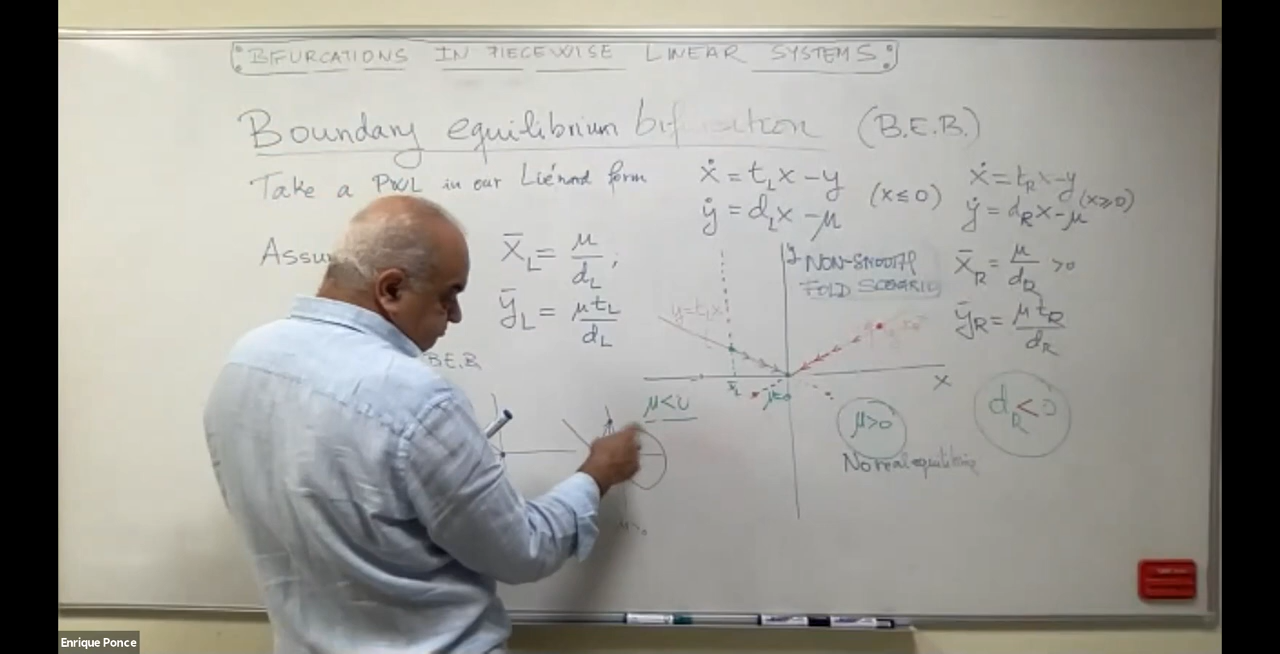 BIFURCATIONS IN PIECEWISE LINEAR SYSTEMS
Boundary equilibrium bifurcation (B.E.B.)
Take a PWL in our Liénard form
ẋ = t_L x - y
ẏ = d_L x - μ
(x ≤ 0)
ẋ = t_R x - y
ẏ = d_R x - μ
(x ≥ 0)
Assu
x̄_L = μ/d_L ;
ȳ_L = μ t_L/d_L
x̄_R = μ/d_R > 0
ȳ_R = μ t_R/d_R
y
NON-SMOOTH
FOLD SCENARIO
y = t_L x
x
x̄_L
μ=0
B.E.B.
μ<0
μ>0
No real equilibria
d_R < 0
Enrique Ponce